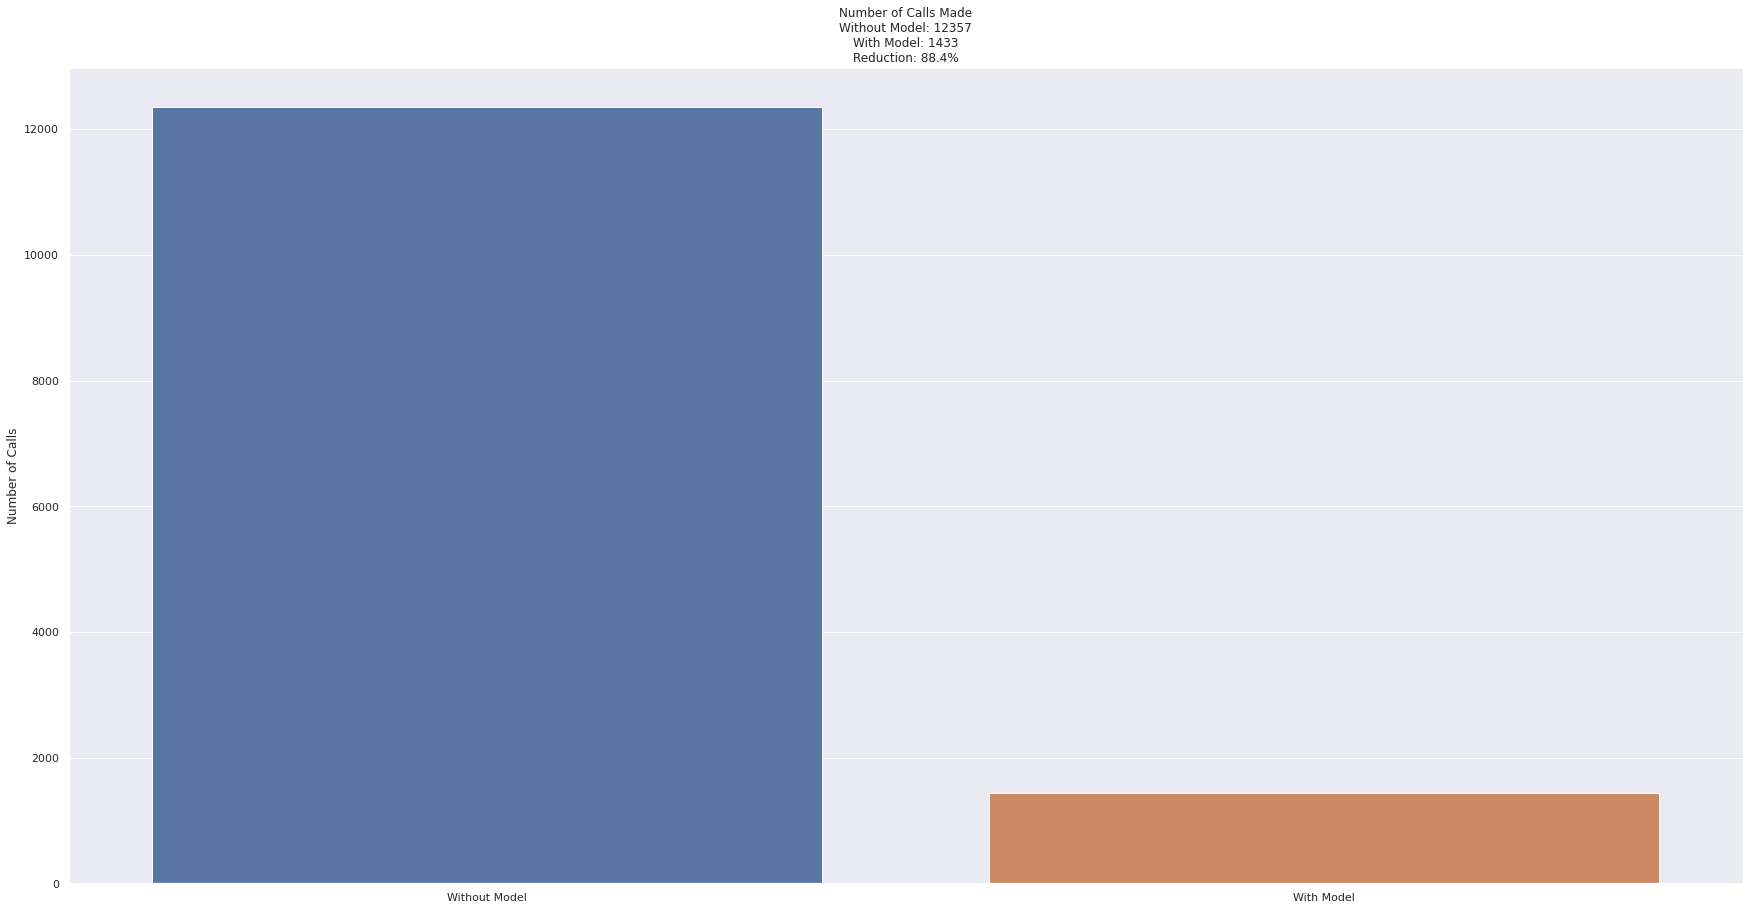 Number of Calls Made
Without Model: 12357
With Model: 1433
Reduction: 88.4%
12000
10000
8000
6000
4000
2000
0
Number of Calls
Without Model
With Model